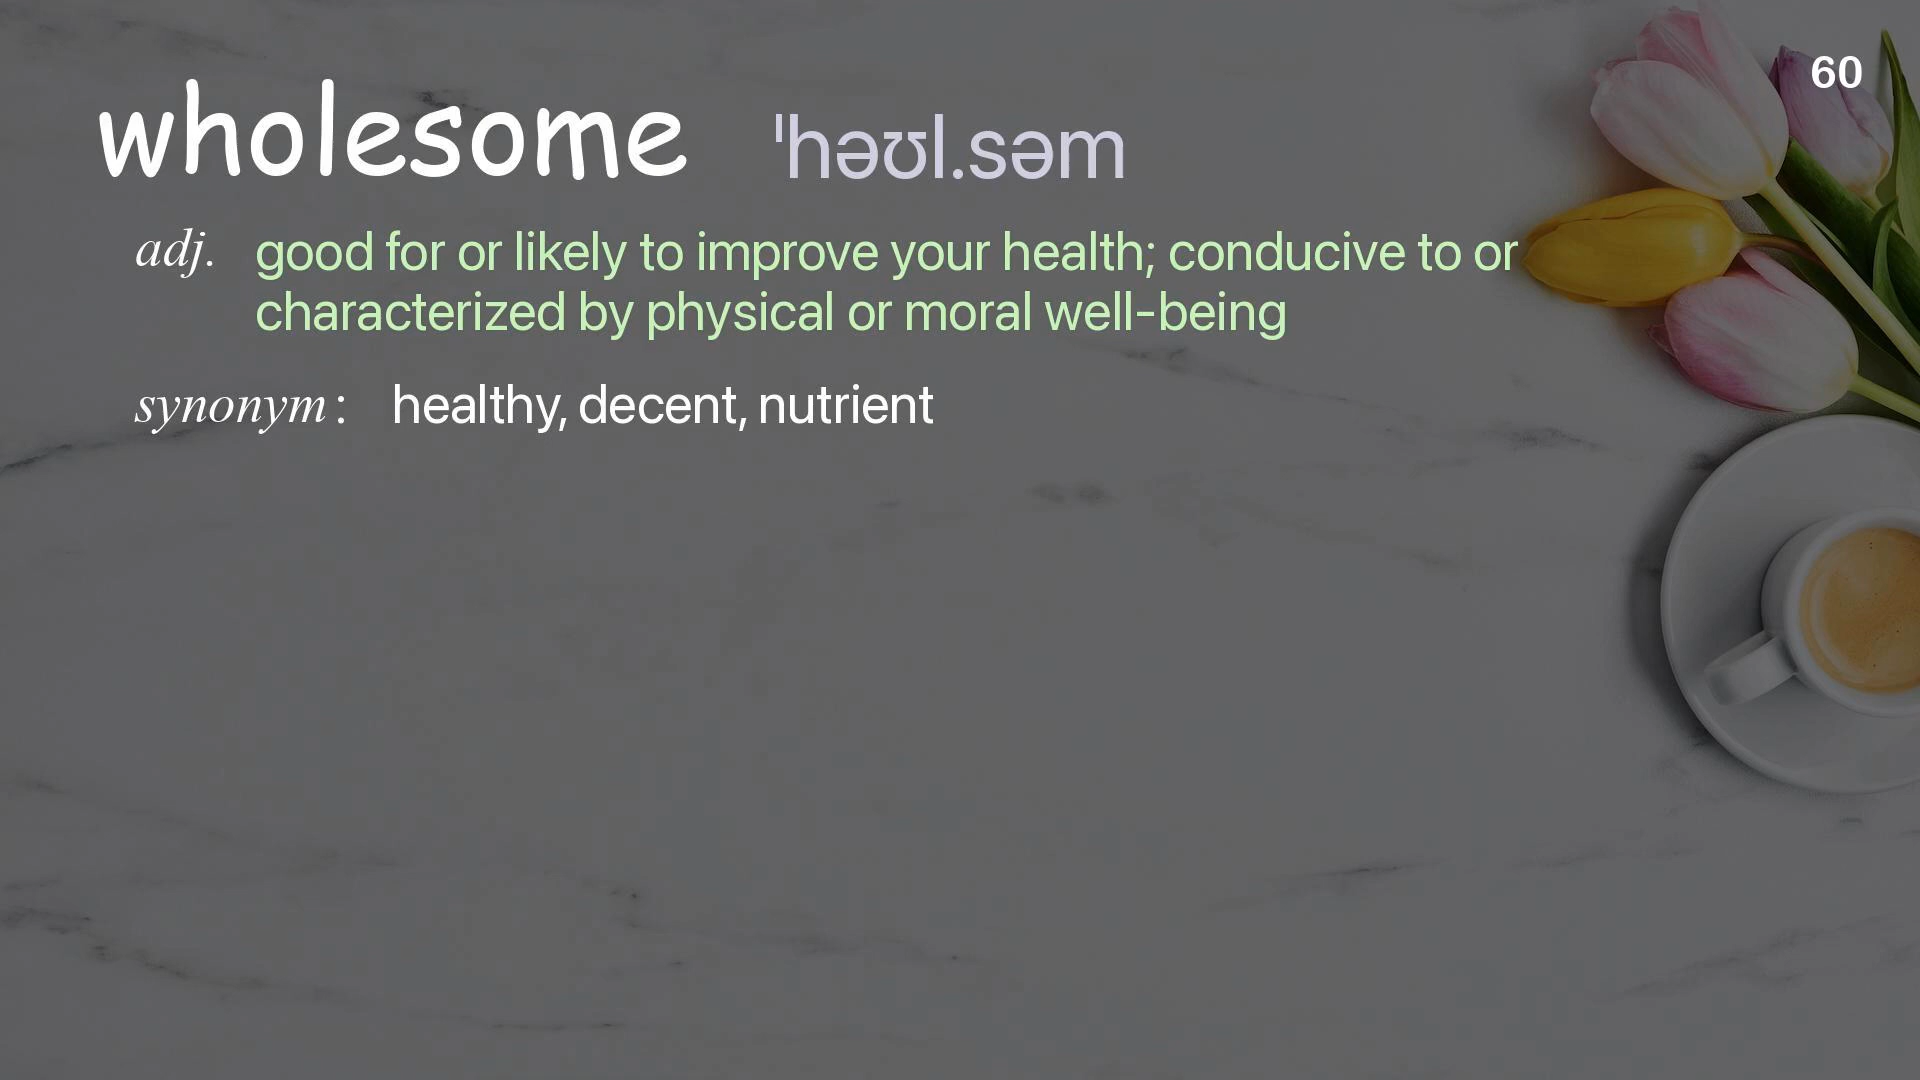 60
wholesome ˈhəʊl.səm
adj. good for or likely to improve your health; conducive to or
characterized by physical or moral well-being
synonym: healthy, decent, nutrient